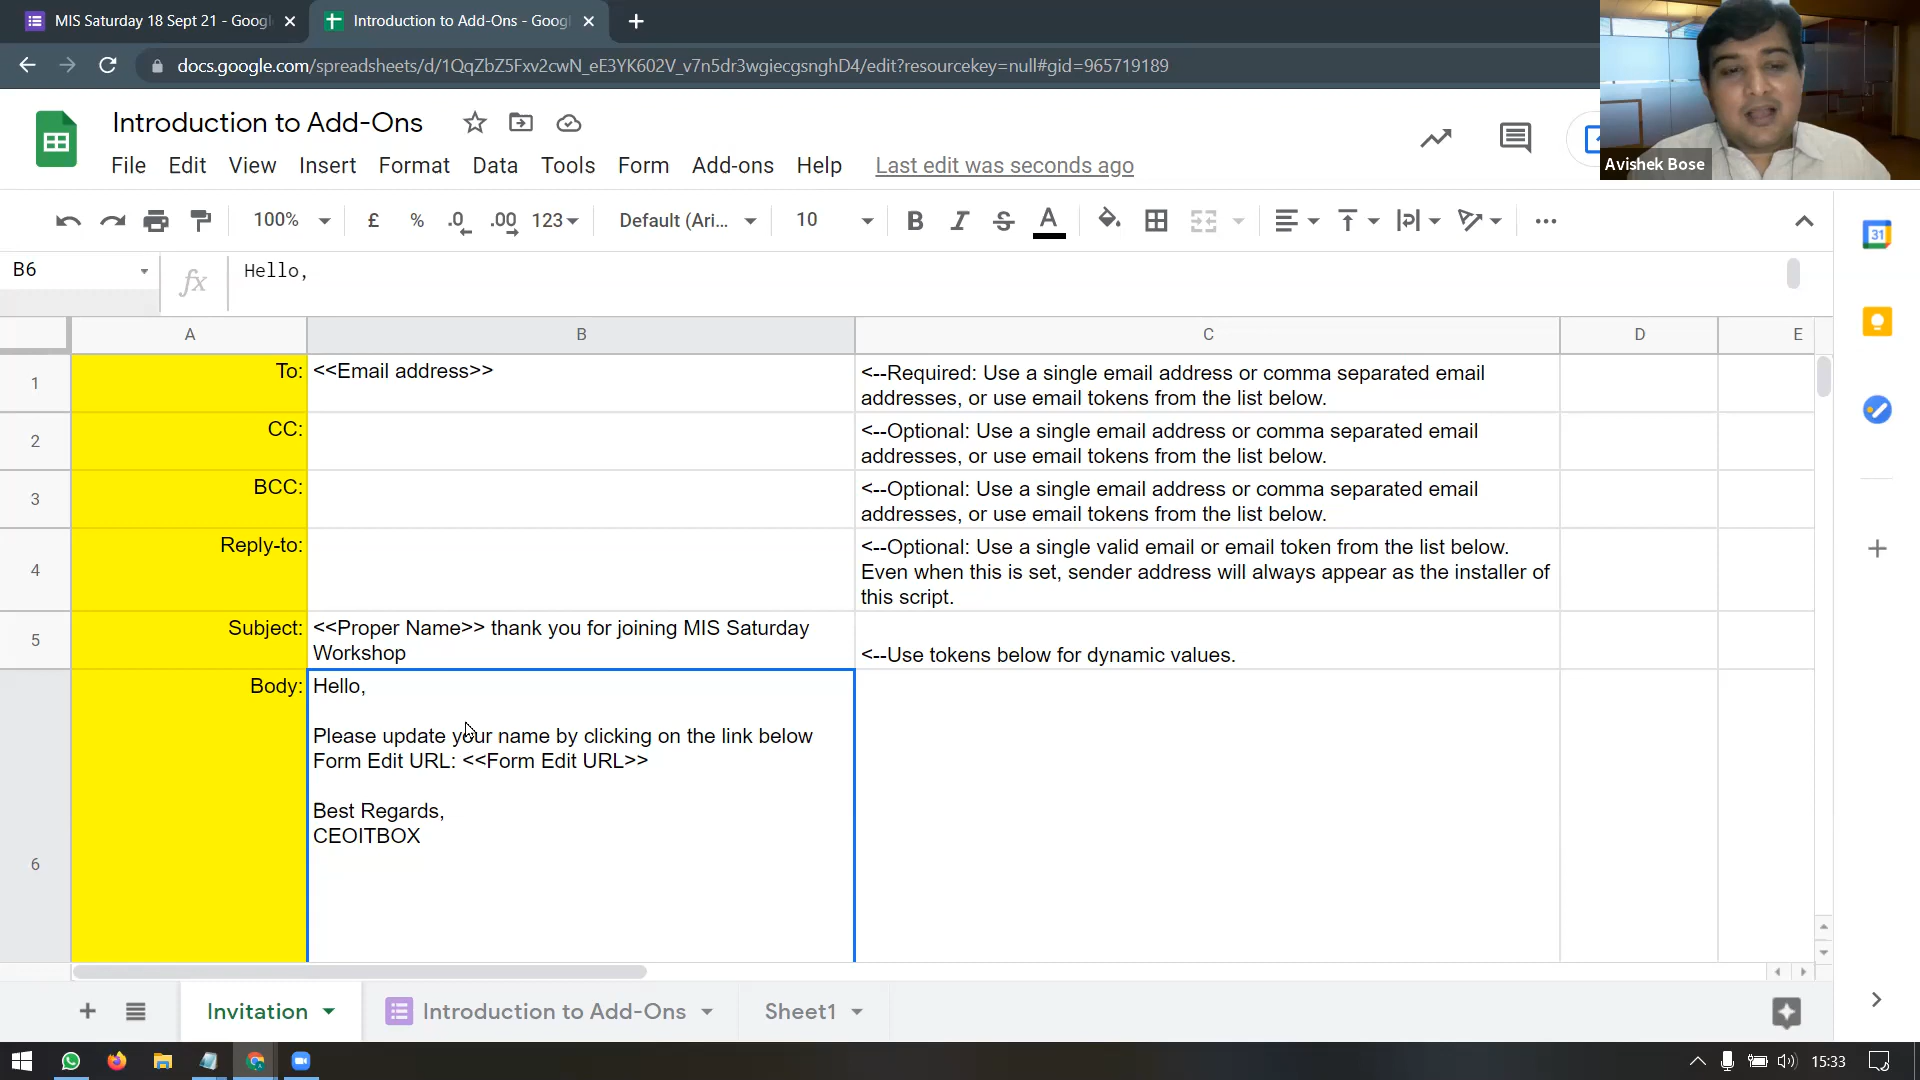 MIS Saturday 18 Sept 21 - Googl
Introduction to Add-Ons - Googl
docs.google.com/spreadsheets/d/1QqZbZ5Fxv2cwN_eE3YK602V_v7n5dr3wgiecgsnghD4/edit?resourcekey=null#gid=965719189
Avishek Bose
Introduction to Add-Ons
File Edit View Insert Format Data Tools Form Add-ons Help Last edit was seconds ago
100% £ % .0 .00 123 Default (Ari... 10 B I S A
31
B6 fx Hello,
A B C D E
1 To: <<Email address>> <--Required: Use a single email address or comma separated email
addresses, or use email tokens from the list below.
2 CC: <--Optional: Use a single email address or comma separated email
addresses, or use email tokens from the list below.
3 BCC: <--Optional: Use a single email address or comma separated email
addresses, or use email tokens from the list below.
4 Reply-to: <--Optional: Use a single valid email or email token from the list below.
Even when this is set, sender address will always appear as the installer of
this script.
5 Subject: <<Proper Name>> thank you for joining MIS Saturday
Workshop
<--Use tokens below for dynamic values.
6 Body: Hello,
Please update your name by clicking on the link below
Form Edit URL: <<Form Edit URL>>
Best Regards,
CEOITBOX
Invitation Introduction to Add-Ons Sheet1
15:33